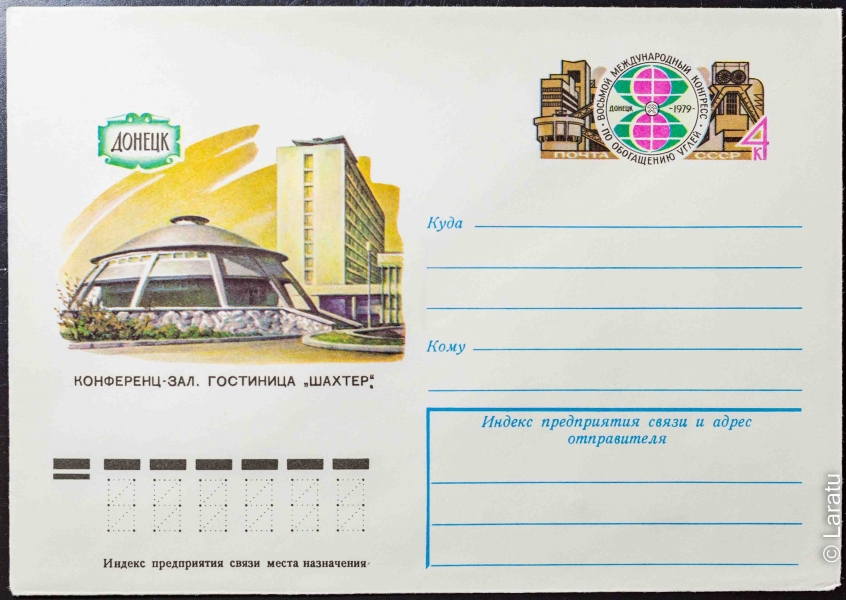 ДОНЕЦК
КОНФЕРЕНЦ-ЗАЛ. ГОСТИНИЦА „ШАХТЕР“.
Индекс предприятия связи места назначения
ВОСЬМОЙ МЕЖДУНАРОДНЫЙ КОНГРЕСС
ПО ОБОГАЩЕНИЮ УГЛЕЙ
ДОНЕЦК -1979-
ПОЧТА СССР 4К
Куда
Кому
Индекс предприятия связи и адрес
отправителя
© Laratu